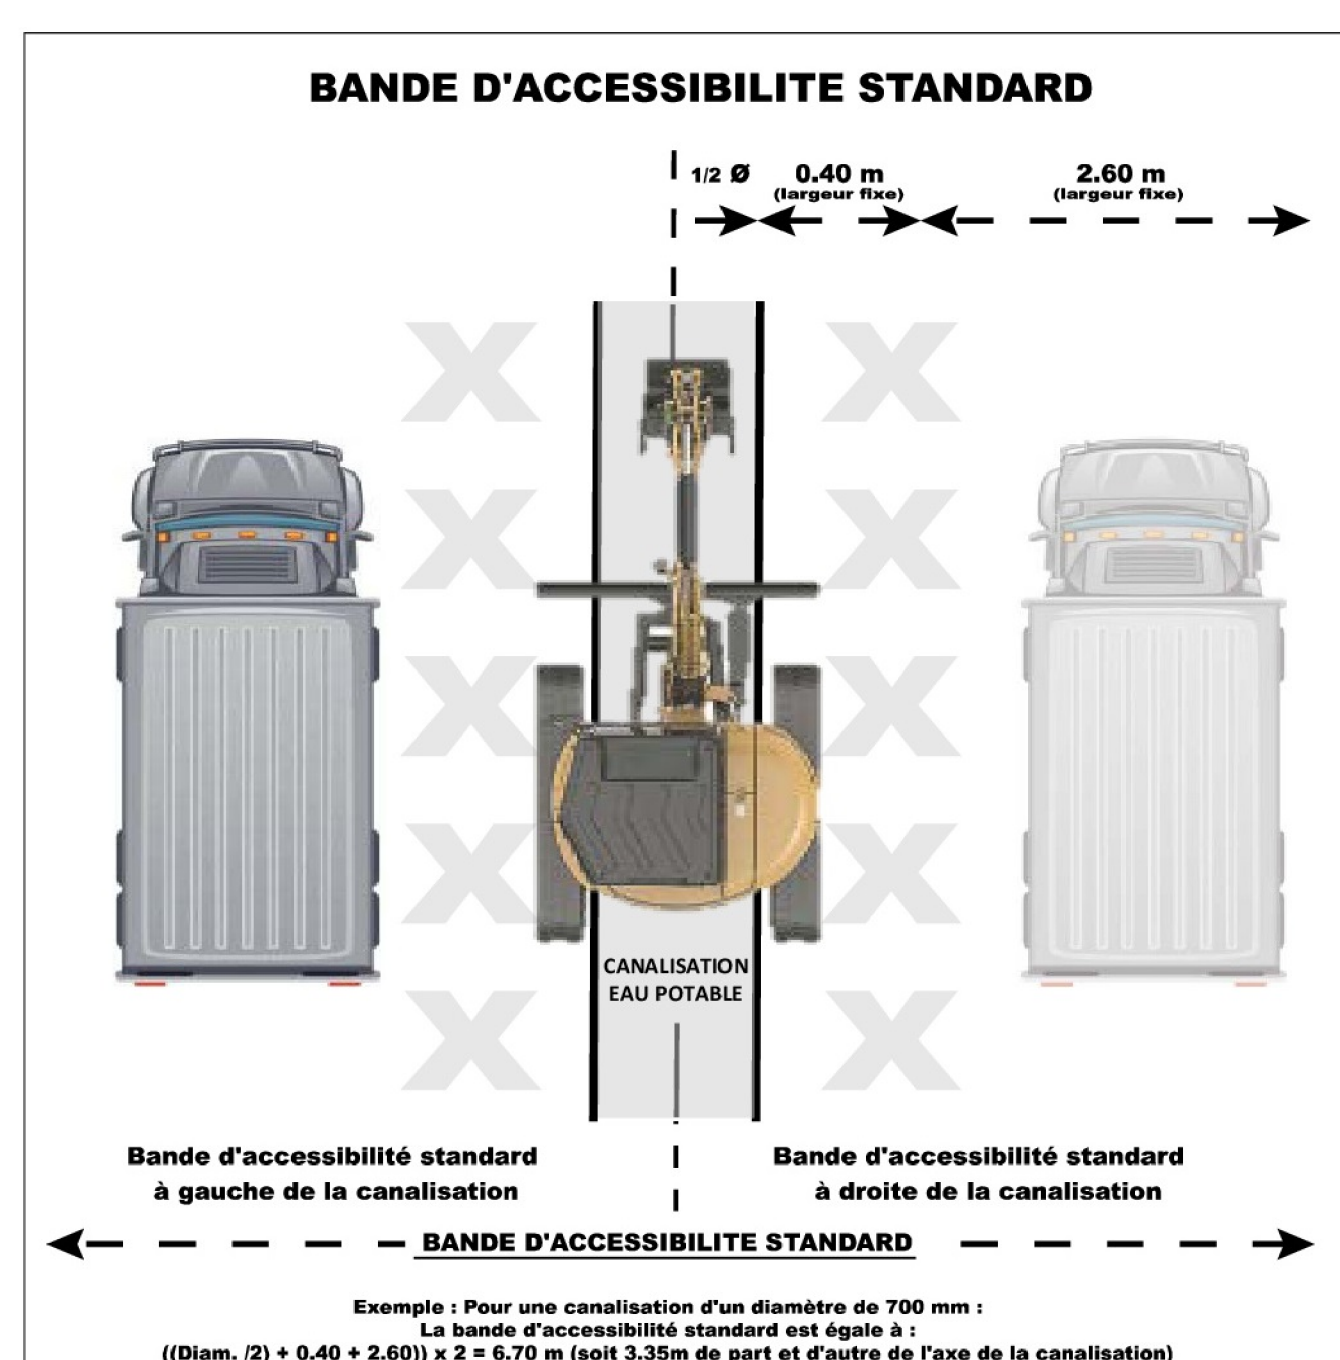 BANDE D'ACCESSIBILITE STANDARD
1/2 Ø 0.40 m 2.60 m
(largeur fixe) (largeur fixe)
CANALISATION
EAU POTABLE
Bande d'accessibilité standard
à gauche de la canalisation
Bande d'accessibilité standard
à droite de la canalisation
BANDE D'ACCESSIBILITE STANDARD
Exemple : Pour une canalisation d'un diamètre de 700 mm :
La bande d'accessibilité standard est égale à :
((Diam. /2) + 0.40 + 2.60)) x 2 = 6.70 m (soit 3.35m de part et d'autre de l'axe de la canalisation)